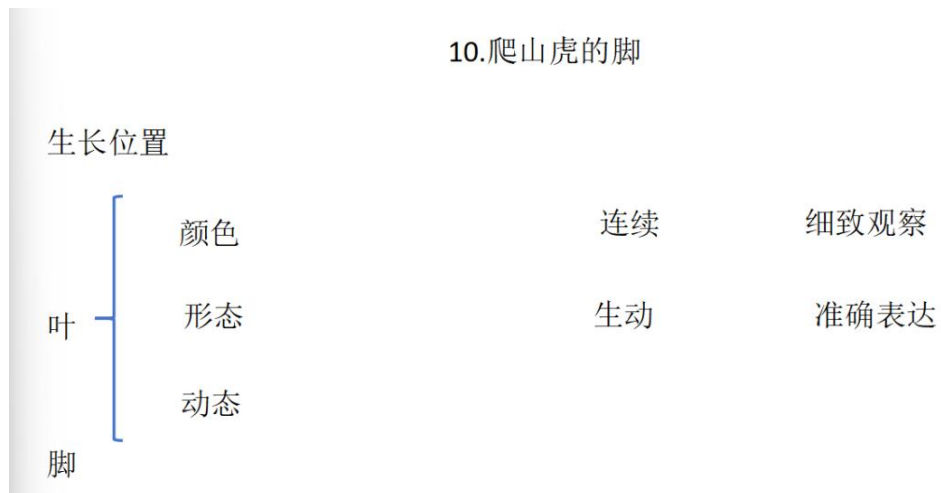 10.爬山虎的脚
生长位置
颜色 连续 细致观察
叶 形态 生动 准确表达
动态
脚